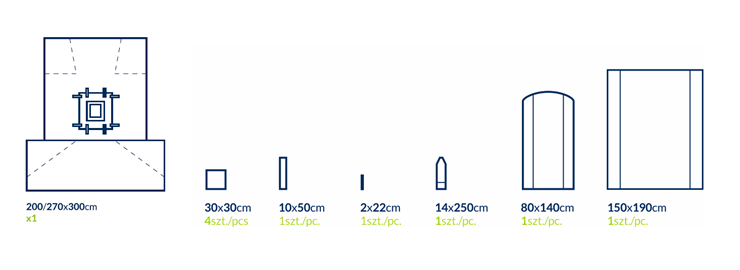 200/270x300cm
x1
30x30cm
4szt./pcs
10x50cm
1szt./pc.
2x22cm
1szt./pc.
14x250cm
1szt./pc.
80x140cm
1szt./pc.
150x190cm
1szt./pc.